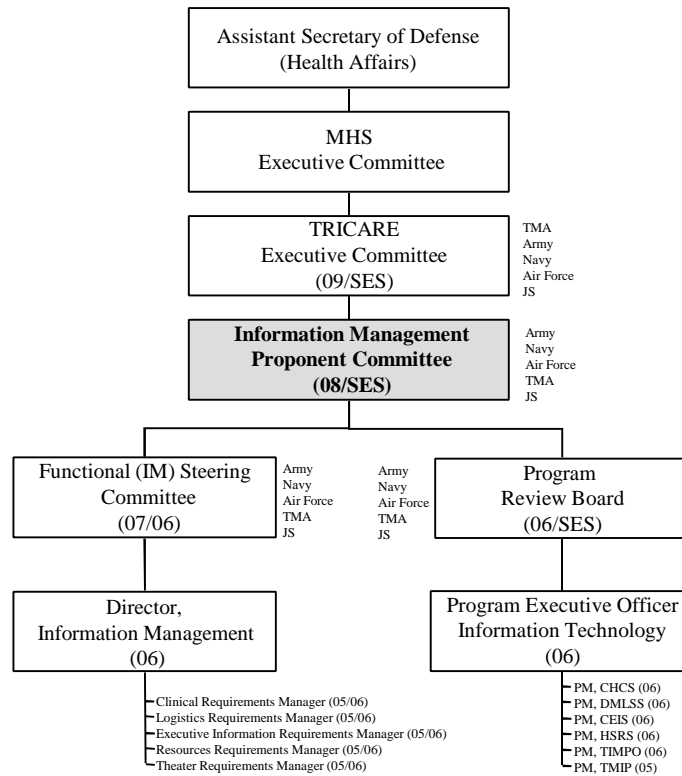 Assistant Secretary of Defense
(Health Affairs)
MHS
Executive Committee
TRICARE
Executive Committee
(09/SES)
TMA
Army
Navy
Air Force
JS
Information Management
Proponent Committee
(08/SES)
Army
Navy
Air Force
TMA
JS
Functional (IM) Steering
Committee
(07/06)
Army
Navy
Air Force
TMA
JS
Army
Navy
Air Force
TMA
JS
Program
Review Board
(06/SES)
Director,
Information Management
(06)
Clinical Requirements Manager (05/06)
Logistics Requirements Manager (05/06)
Executive Information Requirements Manager (05/06)
Resources Requirements Manager (05/06)
Theater Requirements Manager (05/06)
Program Executive Officer
Information Technology
(06)
PM, CHCS (06)
PM, DMLSS (06)
PM, CEIS (06)
PM, HSRS (06)
PM, TIMPO (06)
PM, TMIP (05)